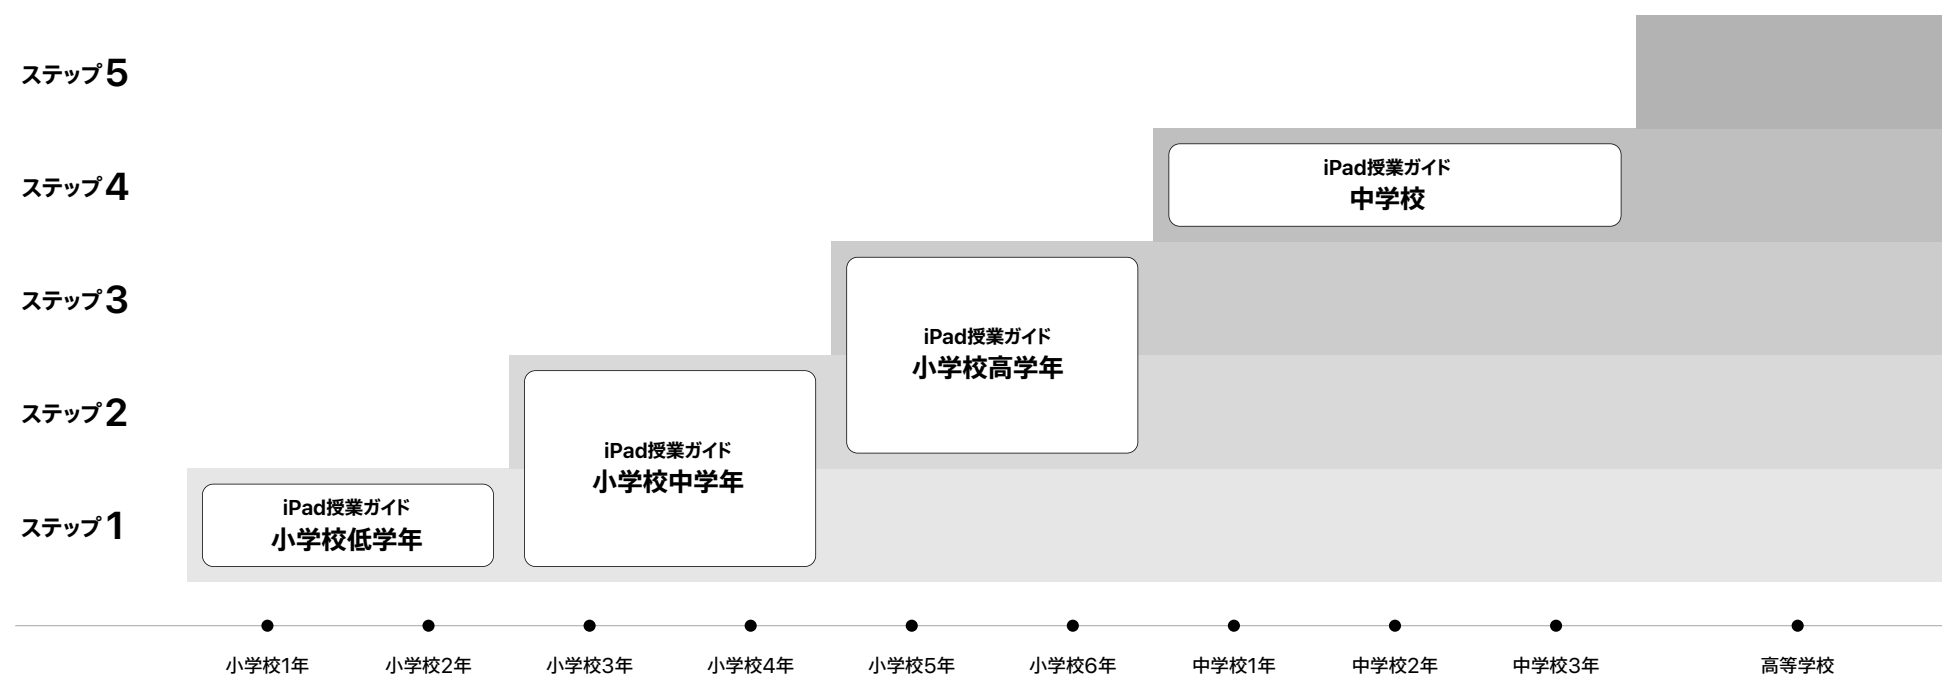 ステップ5
ステップ4
iPad授業ガイド
中学校
ステップ3
iPad授業ガイド
小学校高学年
ステップ2
iPad授業ガイド
小学校中学年
ステップ1
iPad授業ガイド
小学校低学年
小学校1年
小学校2年
小学校3年
小学校4年
小学校5年
小学校6年
中学校1年
中学校2年
中学校3年
高等学校